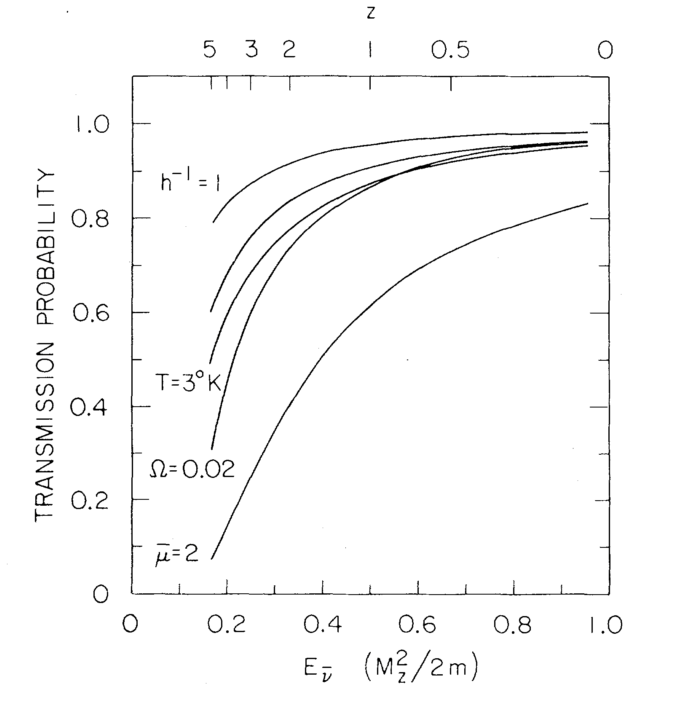 z
5 3 2 1 0.5 0
1.0
0.8
0.6
0.4
0.2
0
TRANSMISSION PROBABILITY
h⁻¹=1
T=3°K
Ω=0.02
μ̄=2
0 0.2 0.4 0.6 0.8 1.0
E_ν̄ (M_z²/2m)